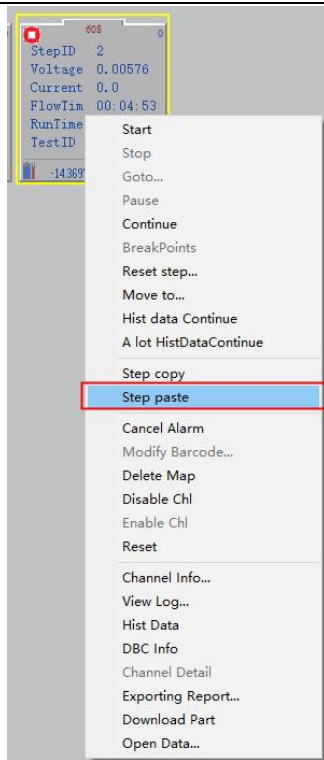 608 0
StepID 2
Voltage 0.00576
Current 0.0
FlowTim 00:04:53
RunTime
TestID
-14.369
Start
Stop
Goto...
Pause
Continue
BreakPoints
Reset step...
Move to...
Hist data Continue
A lot HistDataContinue
Step copy
Step paste
Cancel Alarm
Modify Barcode...
Delete Map
Disable Chl
Enable Chl
Reset
Channel Info...
View Log...
Hist Data
DBC Info
Channel Detail
Exporting Report...
Download Part
Open Data...